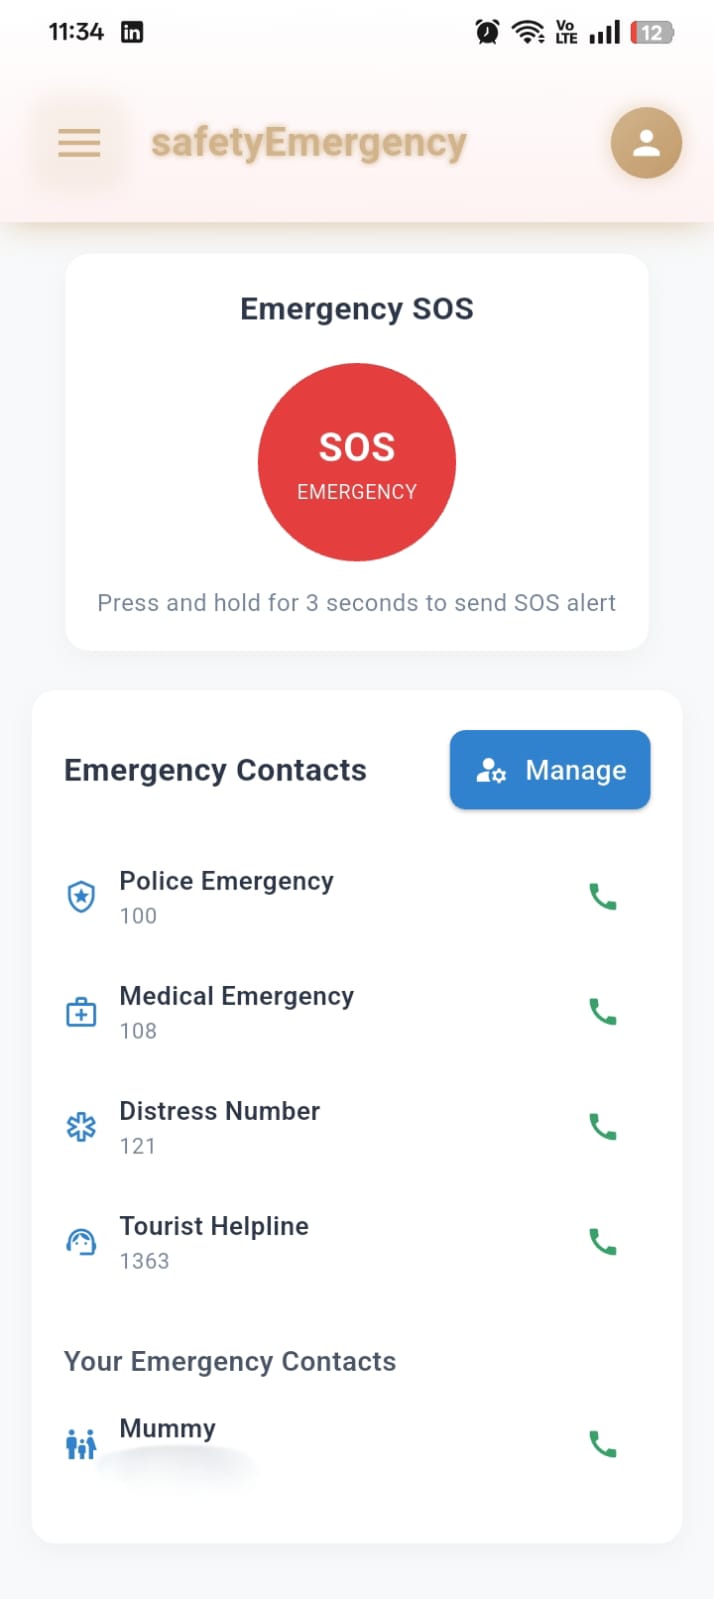 11:34
Vo
LTE
12
safetyEmergency
Emergency SOS
SOS
EMERGENCY
Press and hold for 3 seconds to send SOS alert
Emergency Contacts
Manage
Police Emergency
100
Medical Emergency
108
Distress Number
121
Tourist Helpline
1363
Your Emergency Contacts
Mummy